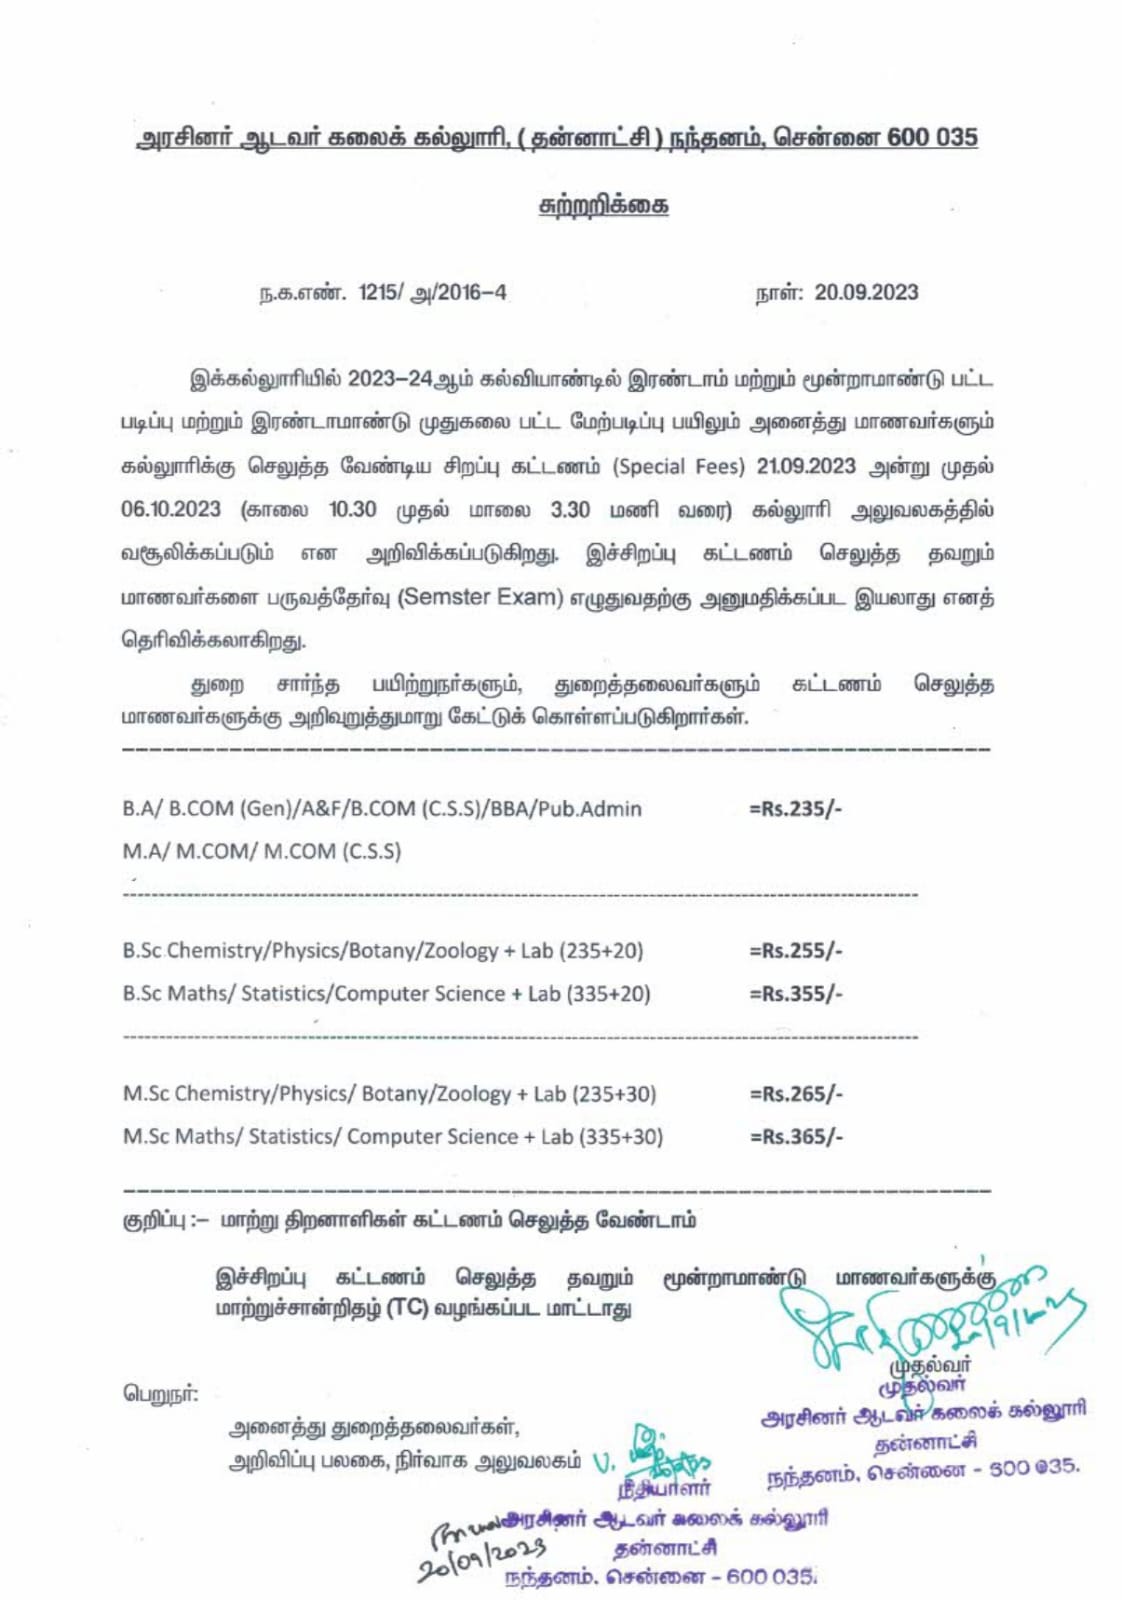 அரசினர் ஆடவர் கலைக் கல்லூரி, ( தன்னாட்சி ) நந்தனம், சென்னை 600 035
சுற்றறிக்கை
ந.க.எண். 1215/ அ/2016–4 நாள்: 20.09.2023
இக்கல்லூரியில் 2023–24ஆம் கல்வியாண்டில் இரண்டாம் மற்றும் மூன்றாமாண்டு பட்ட
படிப்பு மற்றும் இரண்டாமாண்டு முதுகலை பட்ட மேற்படிப்பு பயிலும் அனைத்து மாணவர்களும்
கல்லூரிக்கு செலுத்த வேண்டிய சிறப்பு கட்டணம் (Special Fees) 21.09.2023 அன்று முதல்
06.10.2023 (காலை 10.30 முதல் மாலை 3.30 மணி வரை) கல்லூரி அலுவலகத்தில்
வசூலிக்கப்படும் என அறிவிக்கப்படுகிறது. இச்சிறப்பு கட்டணம் செலுத்த தவறும்
மாணவர்களை பருவத்தேர்வு (Semster Exam) எழுதுவதற்கு அனுமதிக்கப்பட இயலாது எனத்
தெரிவிக்கலாகிறது.
துறை சார்ந்த பயிற்றுநர்களும், துறைத்தலைவர்களும் கட்டணம் செலுத்த
மாணவர்களுக்கு அறிவுறுத்துமாறு கேட்டுக் கொள்ளப்படுகிறார்கள்.
B.A/ B.COM (Gen)/A&F/B.COM (C.S.S)/BBA/Pub.Admin =Rs.235/-
M.A/ M.COM/ M.COM (C.S.S)
B.Sc Chemistry/Physics/Botany/Zoology + Lab (235+20) =Rs.255/-
B.Sc Maths/ Statistics/Computer Science + Lab (335+20) =Rs.355/-
M.Sc Chemistry/Physics/ Botany/Zoology + Lab (235+30) =Rs.265/-
M.Sc Maths/ Statistics/ Computer Science + Lab (335+30) =Rs.365/-
குறிப்பு :– மாற்று திறனாளிகள் கட்டணம் செலுத்த வேண்டாம்
இச்சிறப்பு கட்டணம் செலுத்த தவறும் மூன்றாமாண்டு மாணவர்களுக்கு
மாற்றுச்சான்றிதழ் (TC) வழங்கப்பட மாட்டாது
முதல்வர்
முதல்வர்
அரசினர் ஆடவர் கலைக் கல்லூரி
தன்னாட்சி
நந்தனம், சென்னை - 600 035.
பெறுநர்:
அனைத்து துறைத்தலைவர்கள்,
அறிவிப்பு பலகை, நிர்வாக அலுவலகம்
நிதியாளர்
அரசினர் ஆடவர் கலைக் கல்லூரி
தன்னாட்சி
நந்தனம். சென்னை - 600 035.
20/09/2023